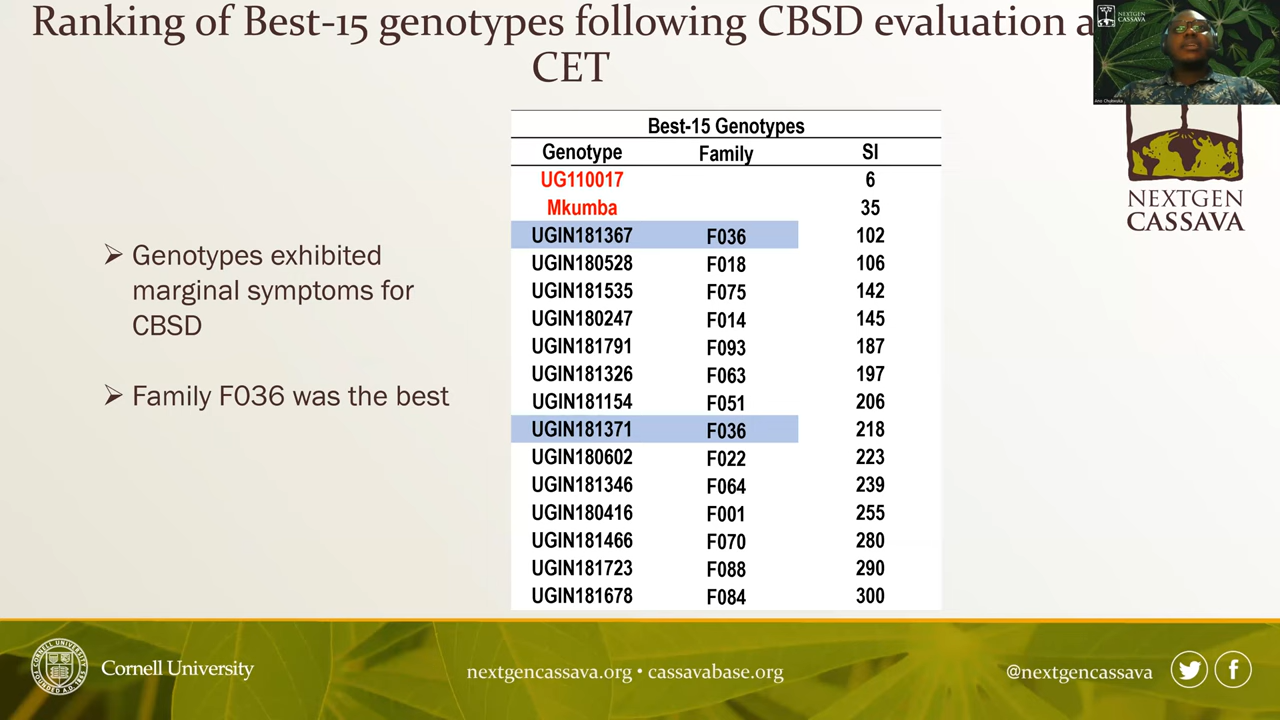 Ranking of Best-15 genotypes following CBSD evaluation a
CET
NEXTGEN
CASSAVA
NEXTGEN
CASSAVA
Genotypes exhibited
marginal symptoms for
CBSD
Family F036 was the best
Best-15 Genotypes
Genotype Family SI
UG110017 6
Mkumba 35
UGIN181367 F036 102
UGIN180528 F018 106
UGIN181535 F075 142
UGIN180247 F014 145
UGIN181791 F093 187
UGIN181326 F063 197
UGIN181154 F051 206
UGIN181371 F036 218
UGIN180602 F022 223
UGIN181346 F064 239
UGIN180416 F001 255
UGIN181466 F070 280
UGIN181723 F088 290
UGIN181678 F084 300
Cornell University
nextgencassava.org • cassavabase.org
@nextgencassava